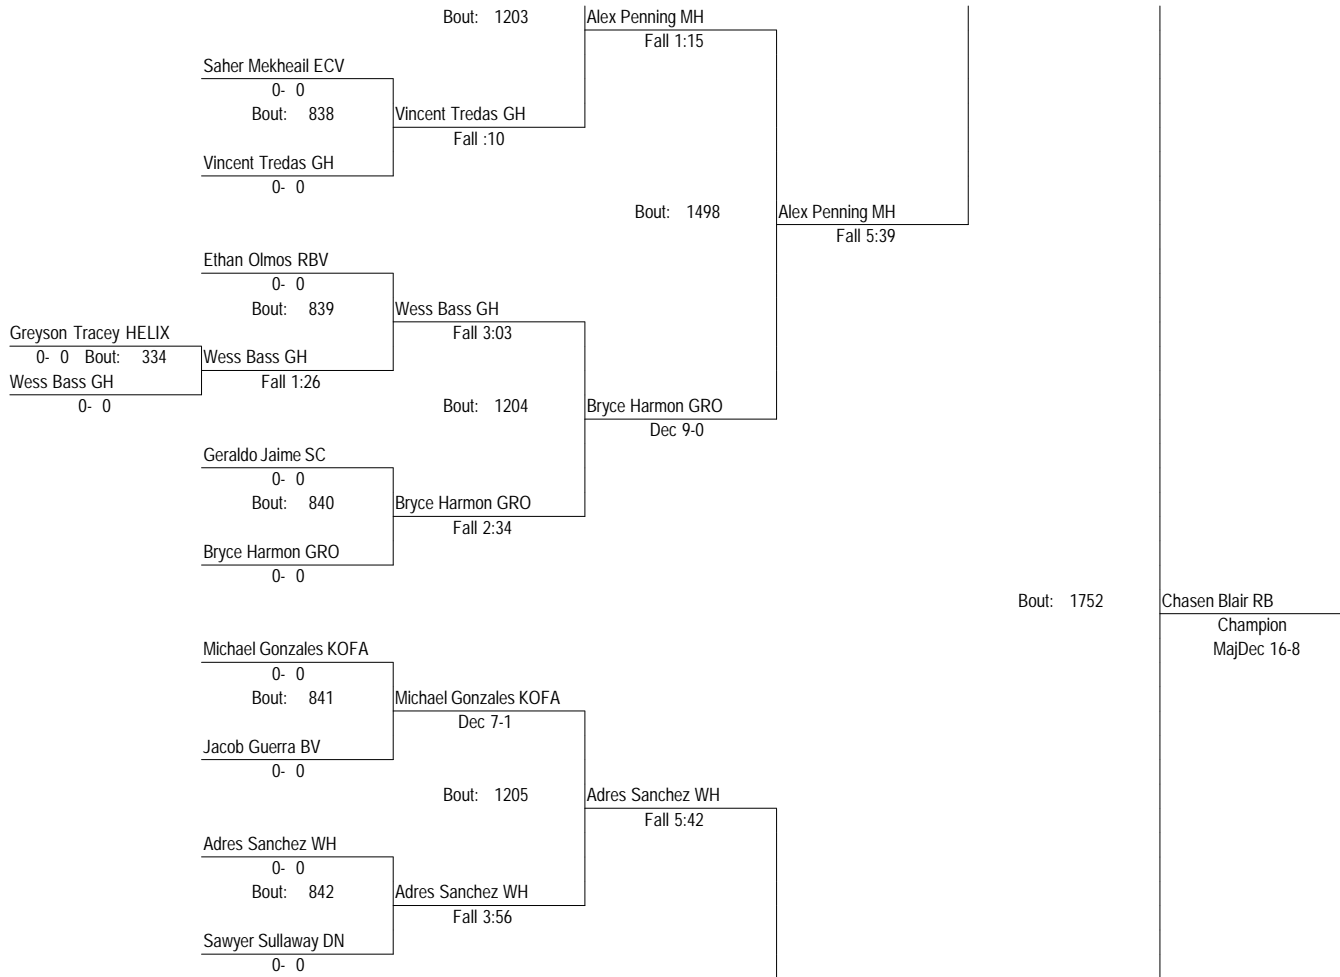 Bout: 1203
Alex Penning MH
Fall 1:15
Saher Mekheail ECV
0- 0
Bout: 838
Vincent Tredas GH
Fall :10
Vincent Tredas GH
0- 0
Bout: 1498
Alex Penning MH
Fall 5:39
Ethan Olmos RBV
0- 0
Bout: 839
Wess Bass GH
Fall 3:03
Greyson Tracey HELIX
0- 0 Bout: 334
Wess Bass GH
Fall 1:26
Wess Bass GH
0- 0
Bout: 1204
Bryce Harmon GRO
Dec 9-0
Geraldo Jaime SC
0- 0
Bout: 840
Bryce Harmon GRO
Fall 2:34
Bryce Harmon GRO
0- 0
Bout: 1752
Chasen Blair RB
Champion
MajDec 16-8
Michael Gonzales KOFA
0- 0
Bout: 841
Michael Gonzales KOFA
Dec 7-1
Jacob Guerra BV
0- 0
Bout: 1205
Adres Sanchez WH
Fall 5:42
Adres Sanchez WH
0- 0
Bout: 842
Adres Sanchez WH
Fall 3:56
Sawyer Sullaway DN
0- 0